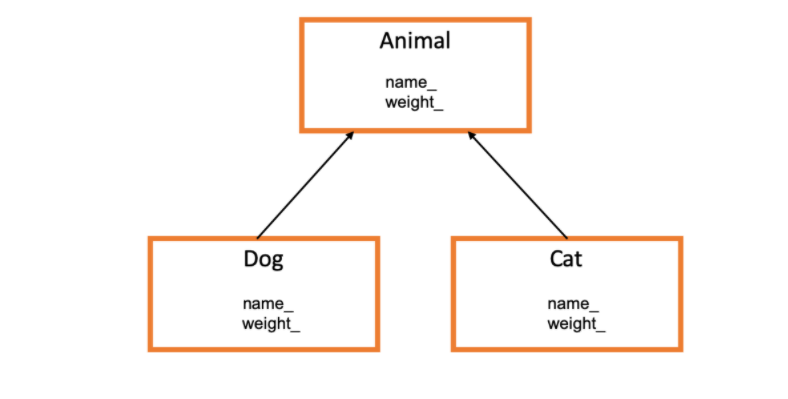 Animal
name_
weight_
Dog
name_
weight_
Cat
name_
weight_